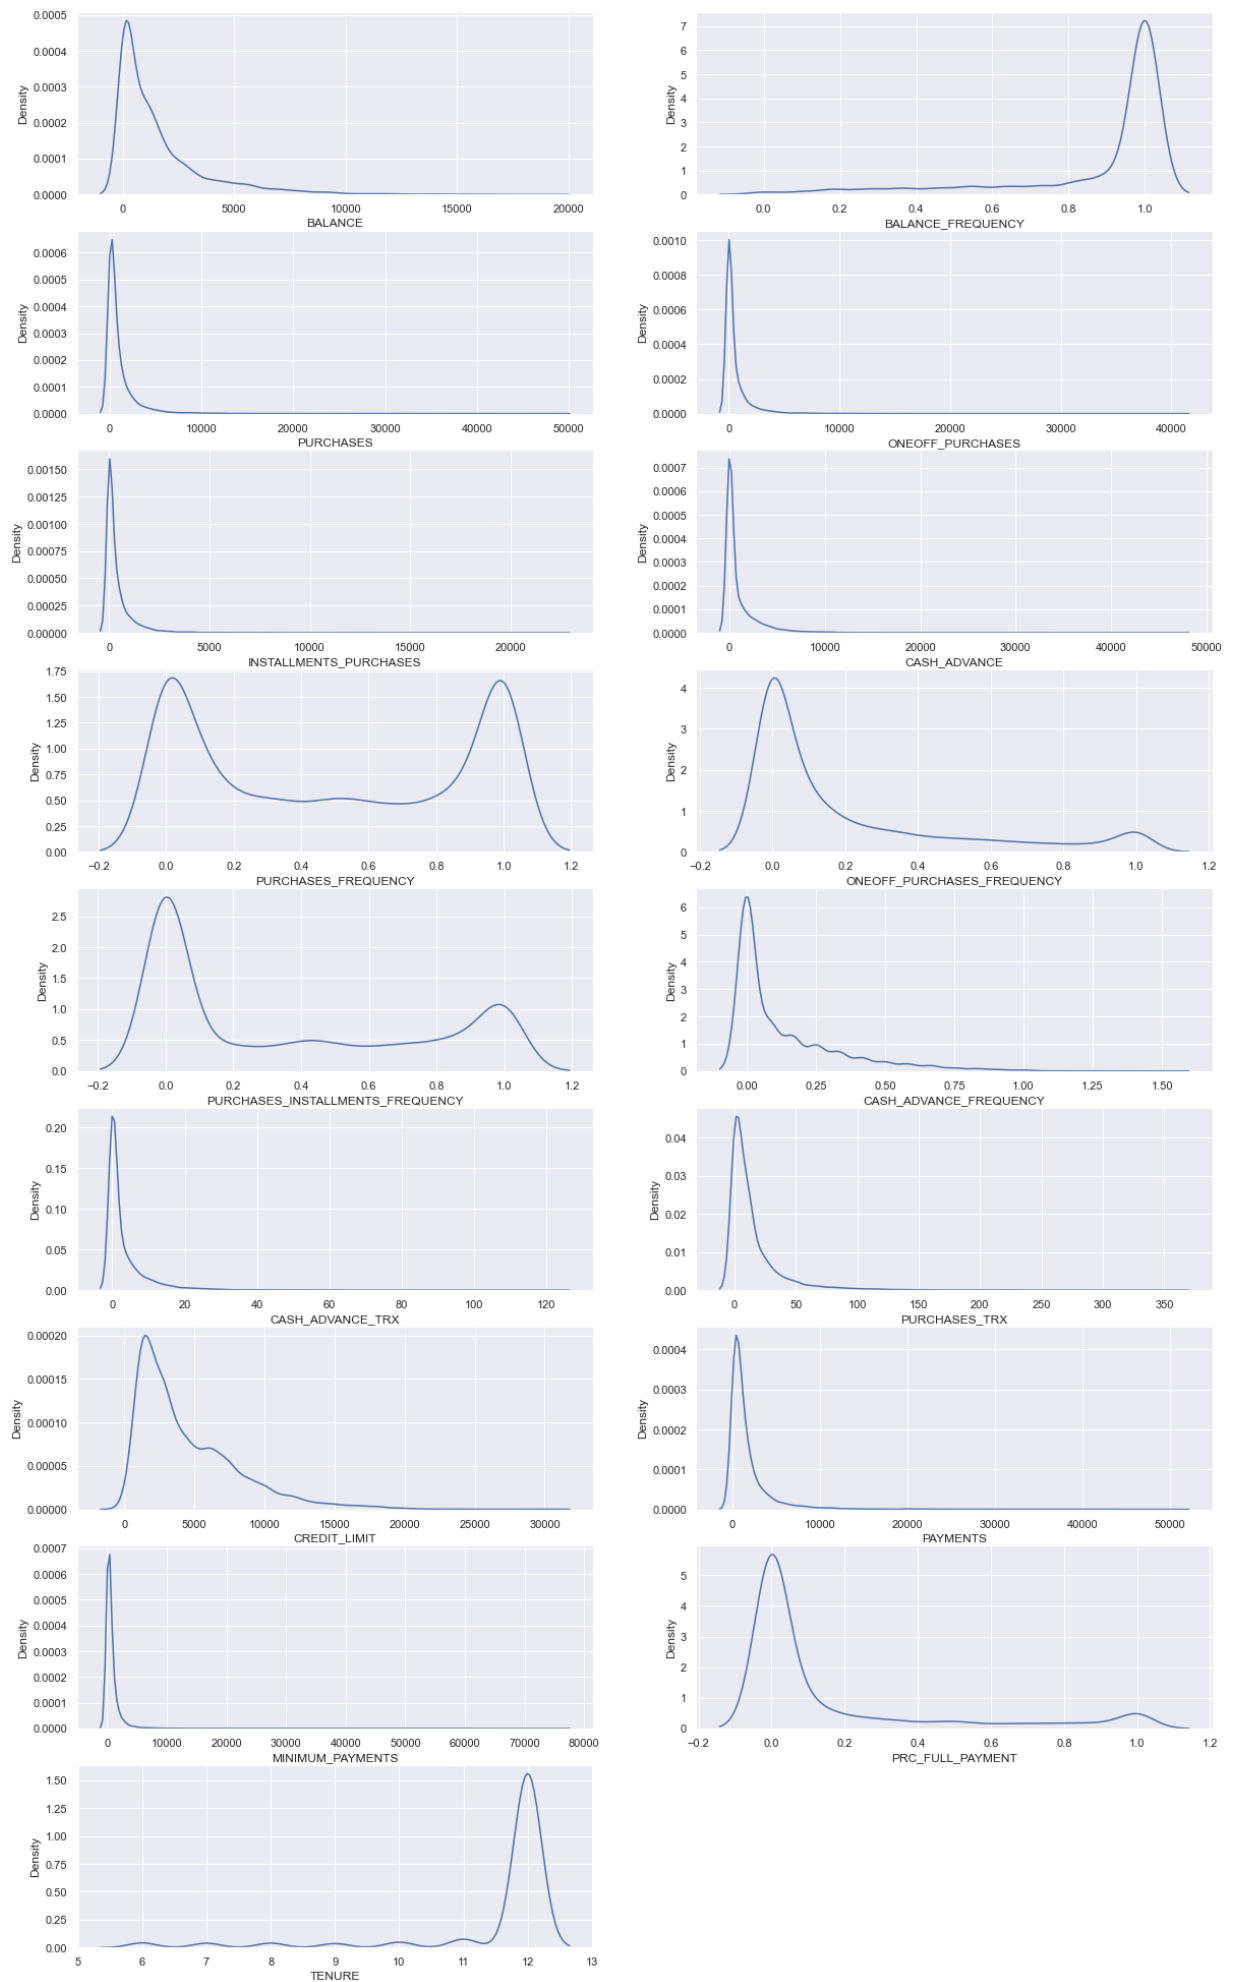 0.0005
0.0004
0.0003
0.0002
0.0001
0.0000
Density
0 5000 10000 15000 20000
BALANCE
7
6
5
4
3
2
1
0
Density
0.0 0.2 0.4 0.6 0.8 1.0
BALANCE_FREQUENCY
0.0006
0.0005
0.0004
0.0003
0.0002
0.0001
0.0000
Density
0 10000 20000 30000 40000 50000
PURCHASES
0.0010
0.0008
0.0006
0.0004
0.0002
0.0000
Density
0 10000 20000 30000 40000
ONEOFF_PURCHASES
0.00150
0.00125
0.00100
0.00075
0.00050
0.00025
0.00000
Density
0 5000 10000 15000 20000
INSTALLMENTS_PURCHASES
0.0007
0.0006
0.0005
0.0004
0.0003
0.0002
0.0001
0.0000
Density
0 10000 20000 30000 40000 50000
CASH_ADVANCE
1.75
1.50
1.25
1.00
0.75
0.50
0.25
0.00
Density
−0.2 0.0 0.2 0.4 0.6 0.8 1.0 1.2
PURCHASES_FREQUENCY
4
3
2
1
0
Density
−0.2 0.0 0.2 0.4 0.6 0.8 1.0 1.2
ONEOFF_PURCHASES_FREQUENCY
2.5
2.0
1.5
1.0
0.5
0.0
Density
−0.2 0.0 0.2 0.4 0.6 0.8 1.0 1.2
PURCHASES_INSTALLMENTS_FREQUENCY
6
5
4
3
2
1
0
Density
0.00 0.25 0.50 0.75 1.00 1.25 1.50
CASH_ADVANCE_FREQUENCY
0.20
0.15
0.10
0.05
0.00
Density
0 20 40 60 80 100 120
CASH_ADVANCE_TRX
0.04
0.03
0.02
0.01
0.00
Density
0 50 100 150 200 250 300 350
PURCHASES_TRX
0.00020
0.00015
0.00010
0.00005
0.00000
Density
0 5000 10000 15000 20000 25000 30000
CREDIT_LIMIT
0.0004
0.0003
0.0002
0.0001
0.0000
Density
0 10000 20000 30000 40000 50000
PAYMENTS
0.0007
0.0006
0.0005
0.0004
0.0003
0.0002
0.0001
0.0000
Density
0 10000 20000 30000 40000 50000 60000 70000 80000
MINIMUM_PAYMENTS
5
4
3
2
1
0
Density
−0.2 0.0 0.2 0.4 0.6 0.8 1.0 1.2
PRC_FULL_PAYMENT
1.50
1.25
1.00
0.75
0.50
0.25
0.00
Density
5 6 7 8 9 10 11 12 13
TENURE